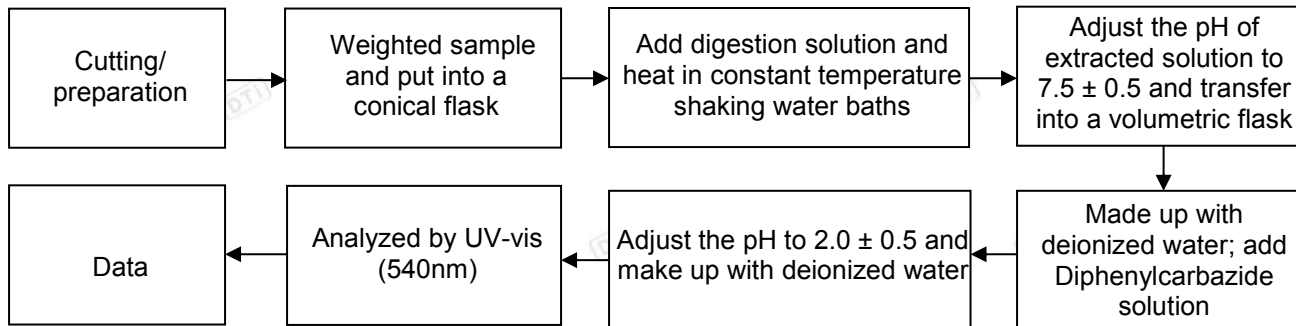 Cutting/
preparation
Weighted sample
and put into a
conical flask
Add digestion solution and
heat in constant temperature
shaking water baths
Adjust the pH of
extracted solution to
7.5 ± 0.5 and transfer
into a volumetric flask
Made up with
deionized water; add
Diphenylcarbazide
solution
Adjust the pH to 2.0 ± 0.5 and
make up with deionized water
Analyzed by UV-vis
(540nm)
Data